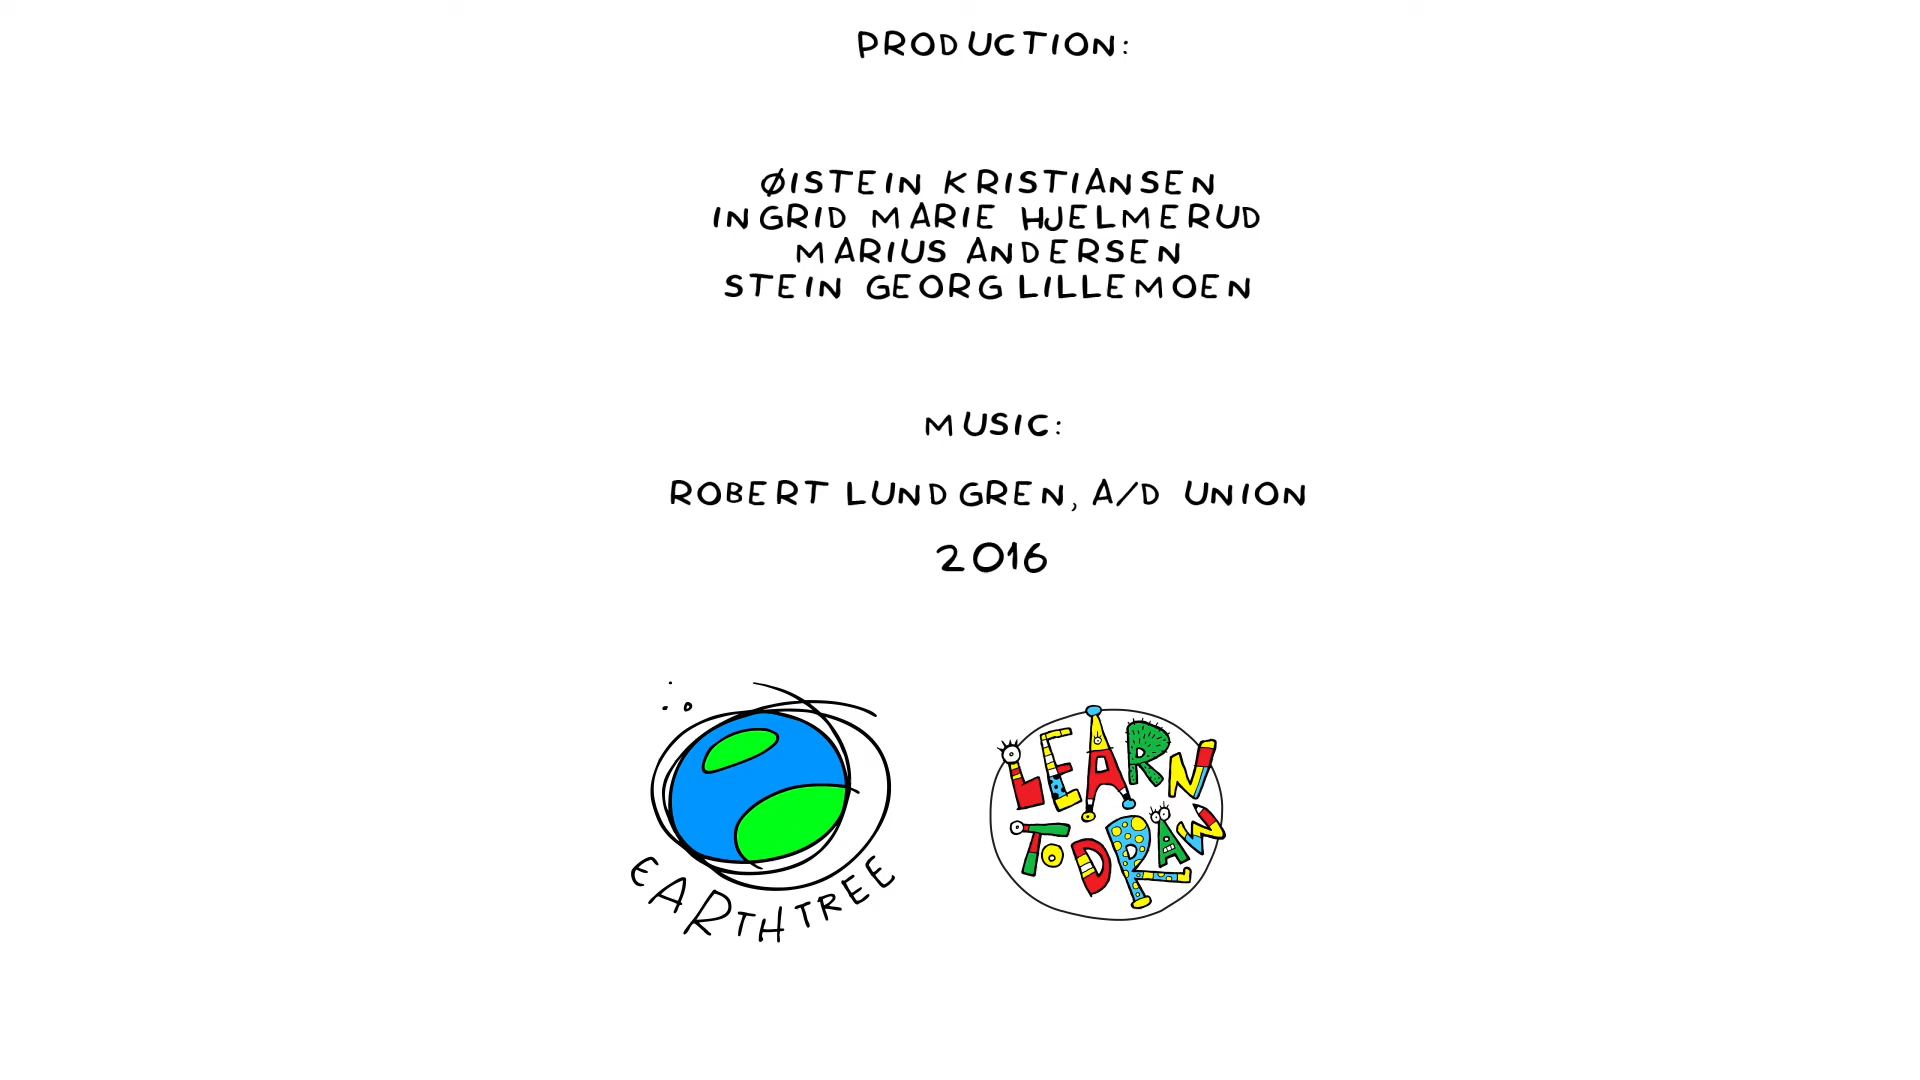 PRODUCTION:
ØISTEIN KRISTIANSEN
INGRID MARIE HJELMERUD
MARIUS ANDERSEN
STEIN GEORG LILLEMOEN
MUSIC:
ROBERT LUNDGREN, A/D UNION
2016
EARTHTREE
LEARN
TO DRAW